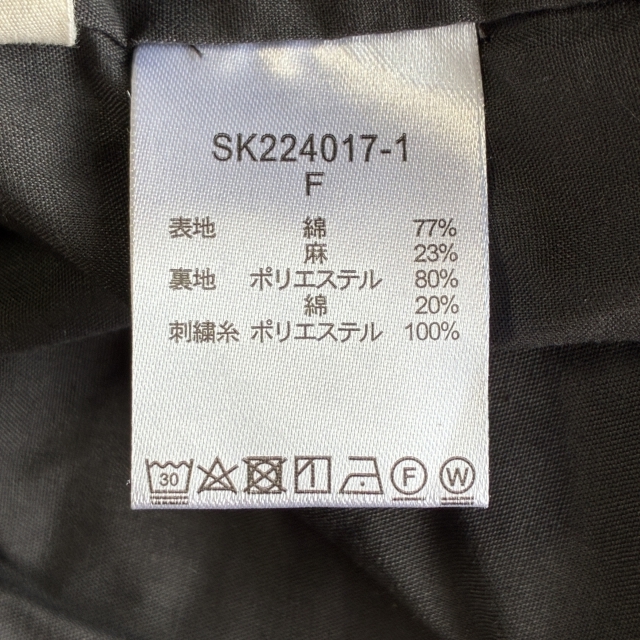 SK224017-1
F
表地 綿 77%
麻 23%
裏地 ポリエステル 80%
綿 20%
刺繍糸 ポリエステル 100%
30 F W